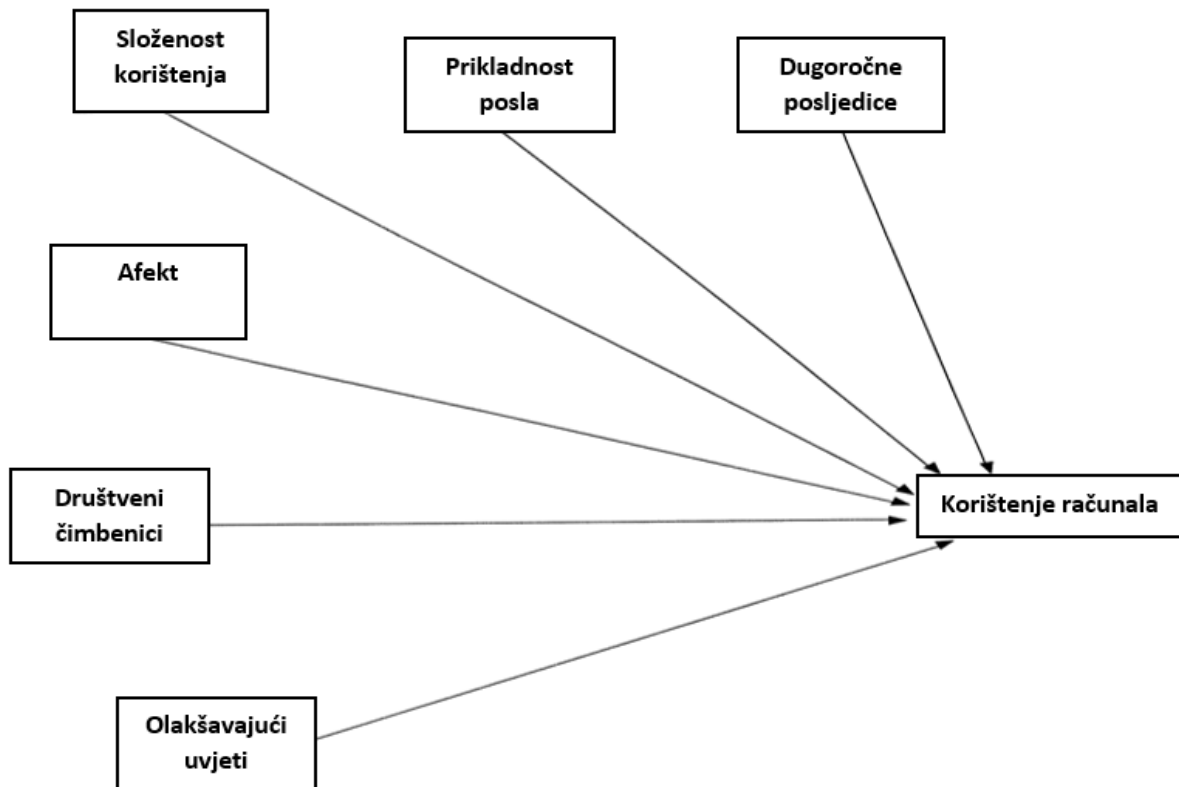 Složenost
korištenja
Prikladnost
posla
Dugoročne
posljedice
Afekt
Društveni
čimbenici
Korištenje računala
Olakšavajući
uvjeti